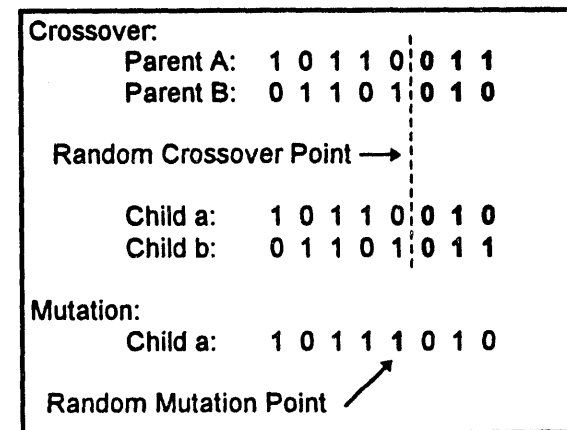 Crossover:
Parent A: 1 0 1 1 0 0 1 1
Parent B: 0 1 1 0 1 0 1 0
Random Crossover Point
Child a: 1 0 1 1 0 0 1 0
Child b: 0 1 1 0 1 0 1 1
Mutation:
Child a: 1 0 1 1 1 0 1 0
Random Mutation Point